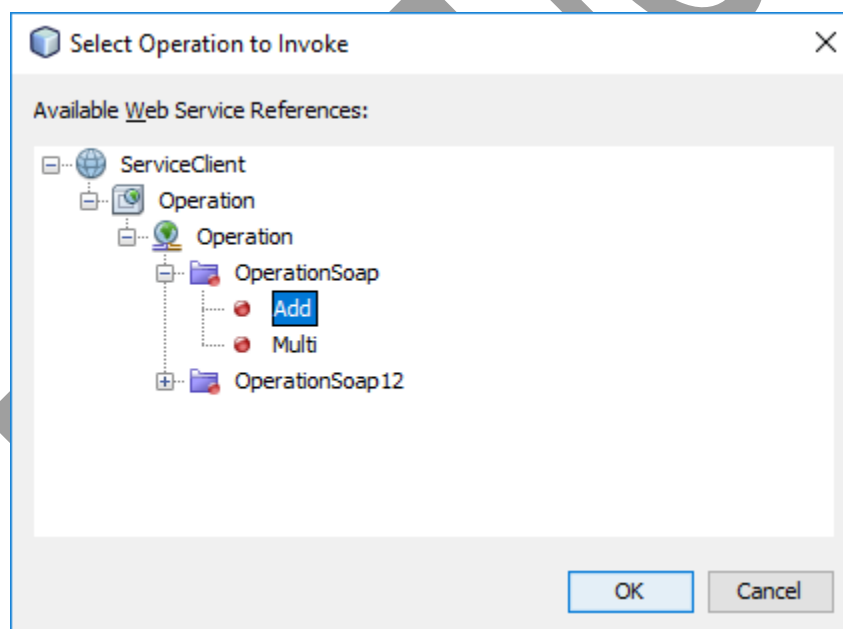 Select Operation to Invoke
Available Web Service References:
ServiceClient
Operation
Operation
OperationSoap
Add
Multi
OperationSoap12
OK Cancel